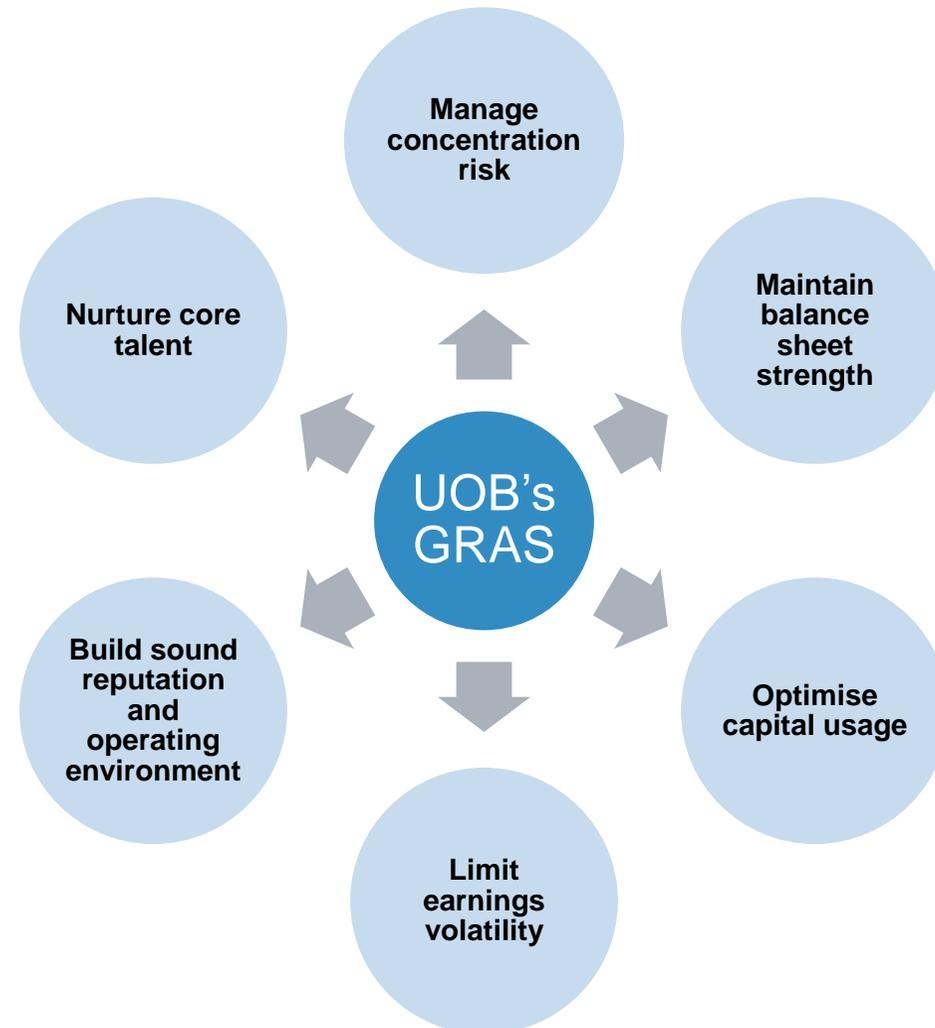 Manage
concentration
risk
Nurture core
talent
Maintain
balance
sheet
strength
UOB’s
GRAS
Build sound
reputation
and
operating
environment
Optimise
capital usage
Limit
earnings
volatility